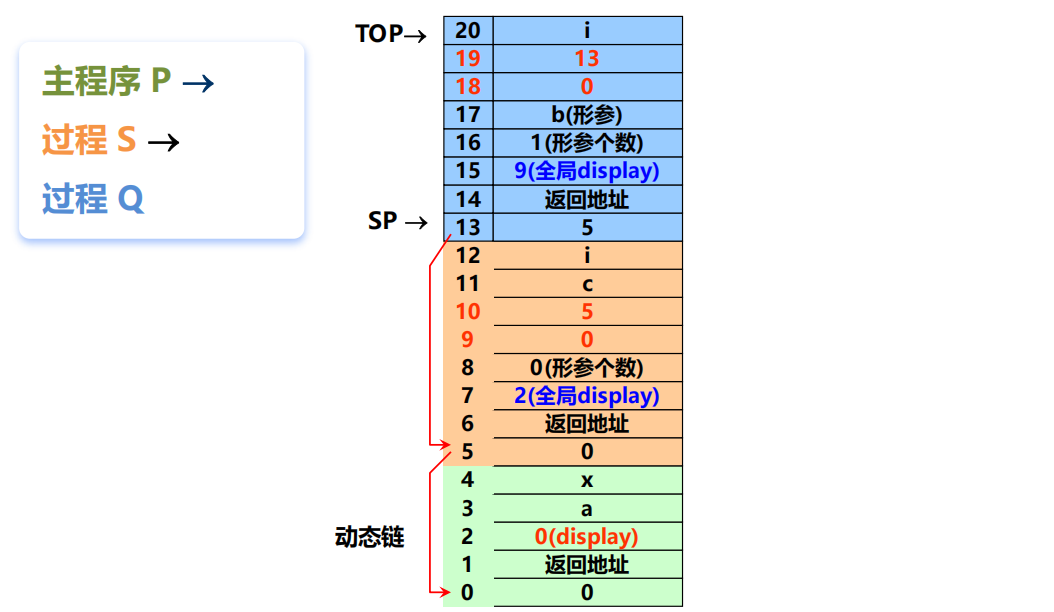 主程序 P →
过程 S →
过程 Q
TOP→
SP →
动态链
20 i
19 13
18 0
17 b(形参)
16 1(形参个数)
15 9(全局display)
14 返回地址
13 5
12 i
11 c
10 5
9 0
8 0(形参个数)
7 2(全局display)
6 返回地址
5 0
4 x
3 a
2 0(display)
1 返回地址
0 0